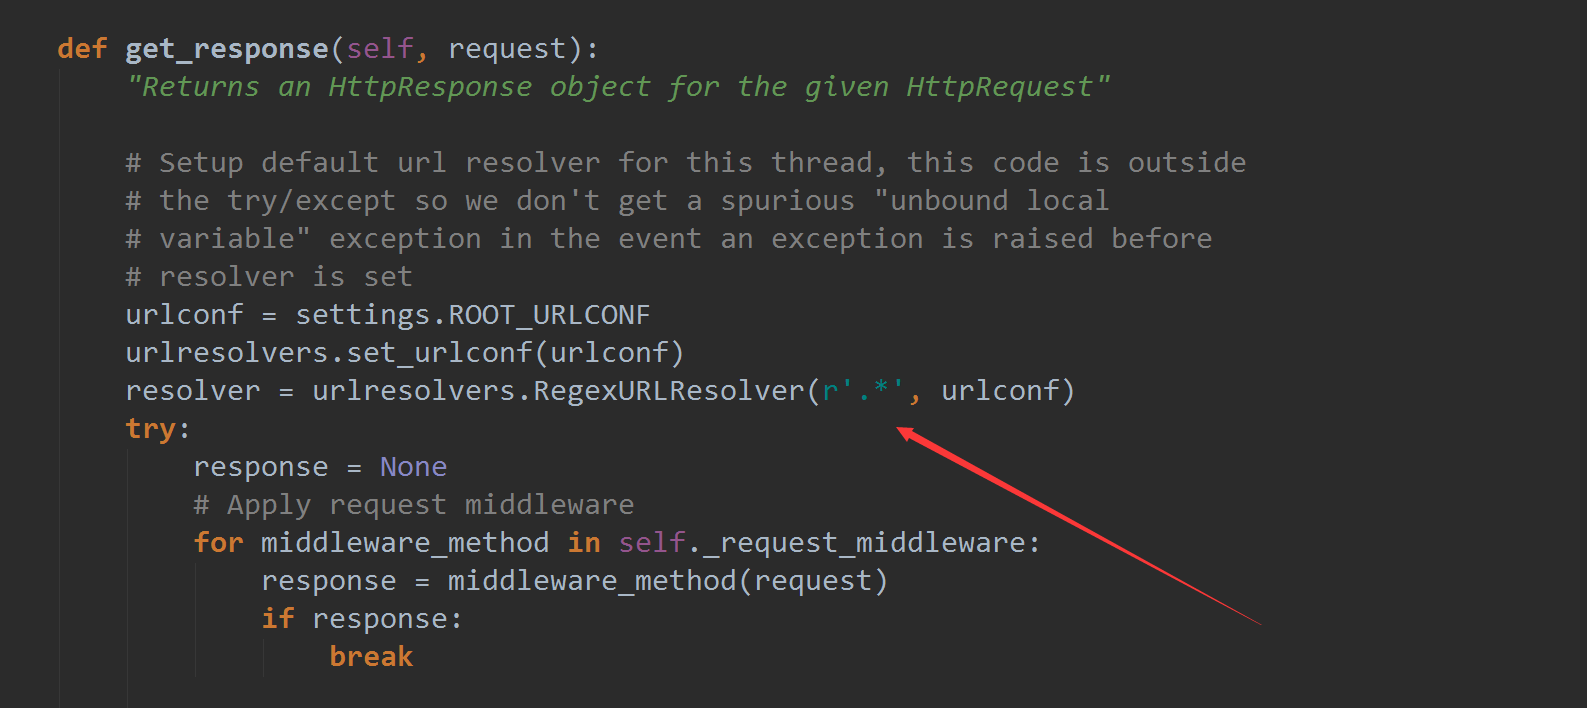 def get_response(self, request):
"Returns an HttpResponse object for the given HttpRequest"
# Setup default url resolver for this thread, this code is outside
# the try/except so we don't get a spurious "unbound local
# variable" exception in the event an exception is raised before
# resolver is set
urlconf = settings.ROOT_URLCONF
urlresolvers.set_urlconf(urlconf)
resolver = urlresolvers.RegexURLResolver(r'.*', urlconf)
try:
response = None
# Apply request middleware
for middleware_method in self._request_middleware:
response = middleware_method(request)
if response:
break